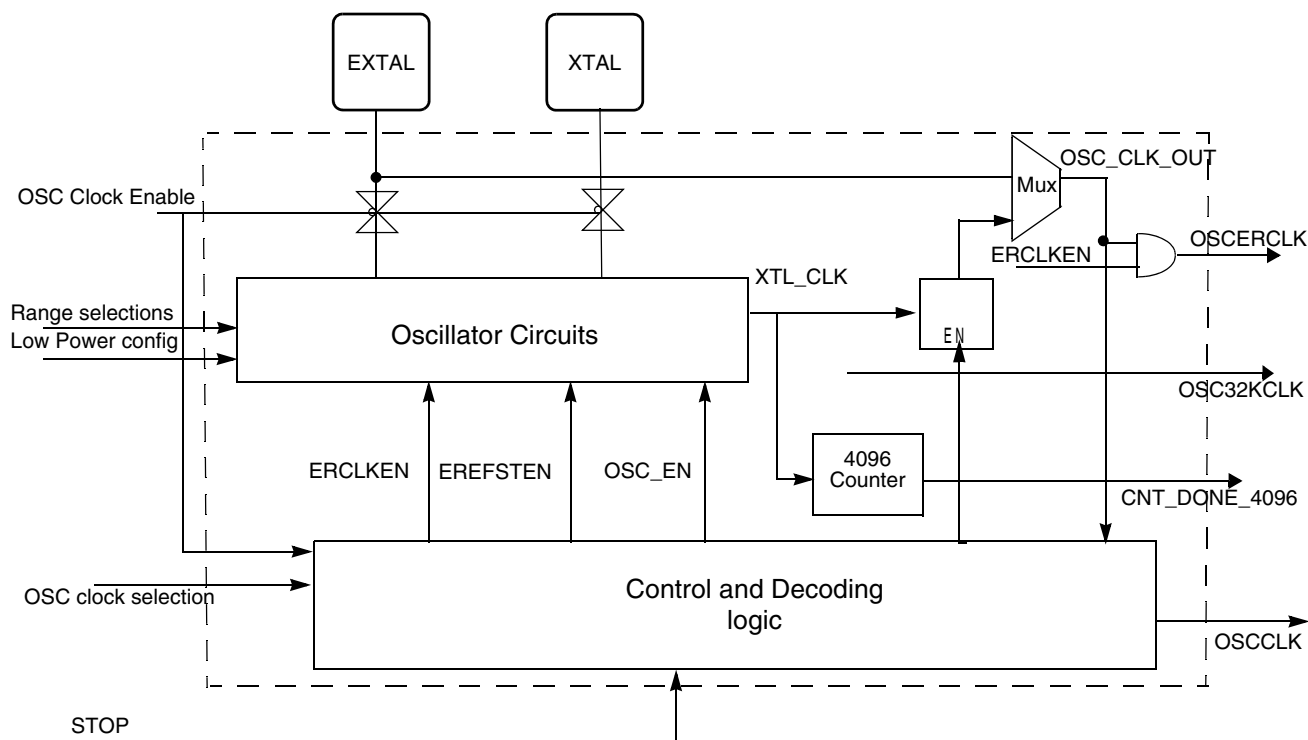 EXTAL
XTAL
OSC_CLK_OUT
Mux
OSC Clock Enable
ERCLKEN
OSCERCLK
XTL_CLK
Range selections
Low Power config
Oscillator Circuits
EN
OSC32KCLK
4096
Counter
ERCLKEN
EREFSTEN
OSC_EN
CNT_DONE_4096
Control and Decoding
logic
OSC clock selection
OSCCLK
STOP